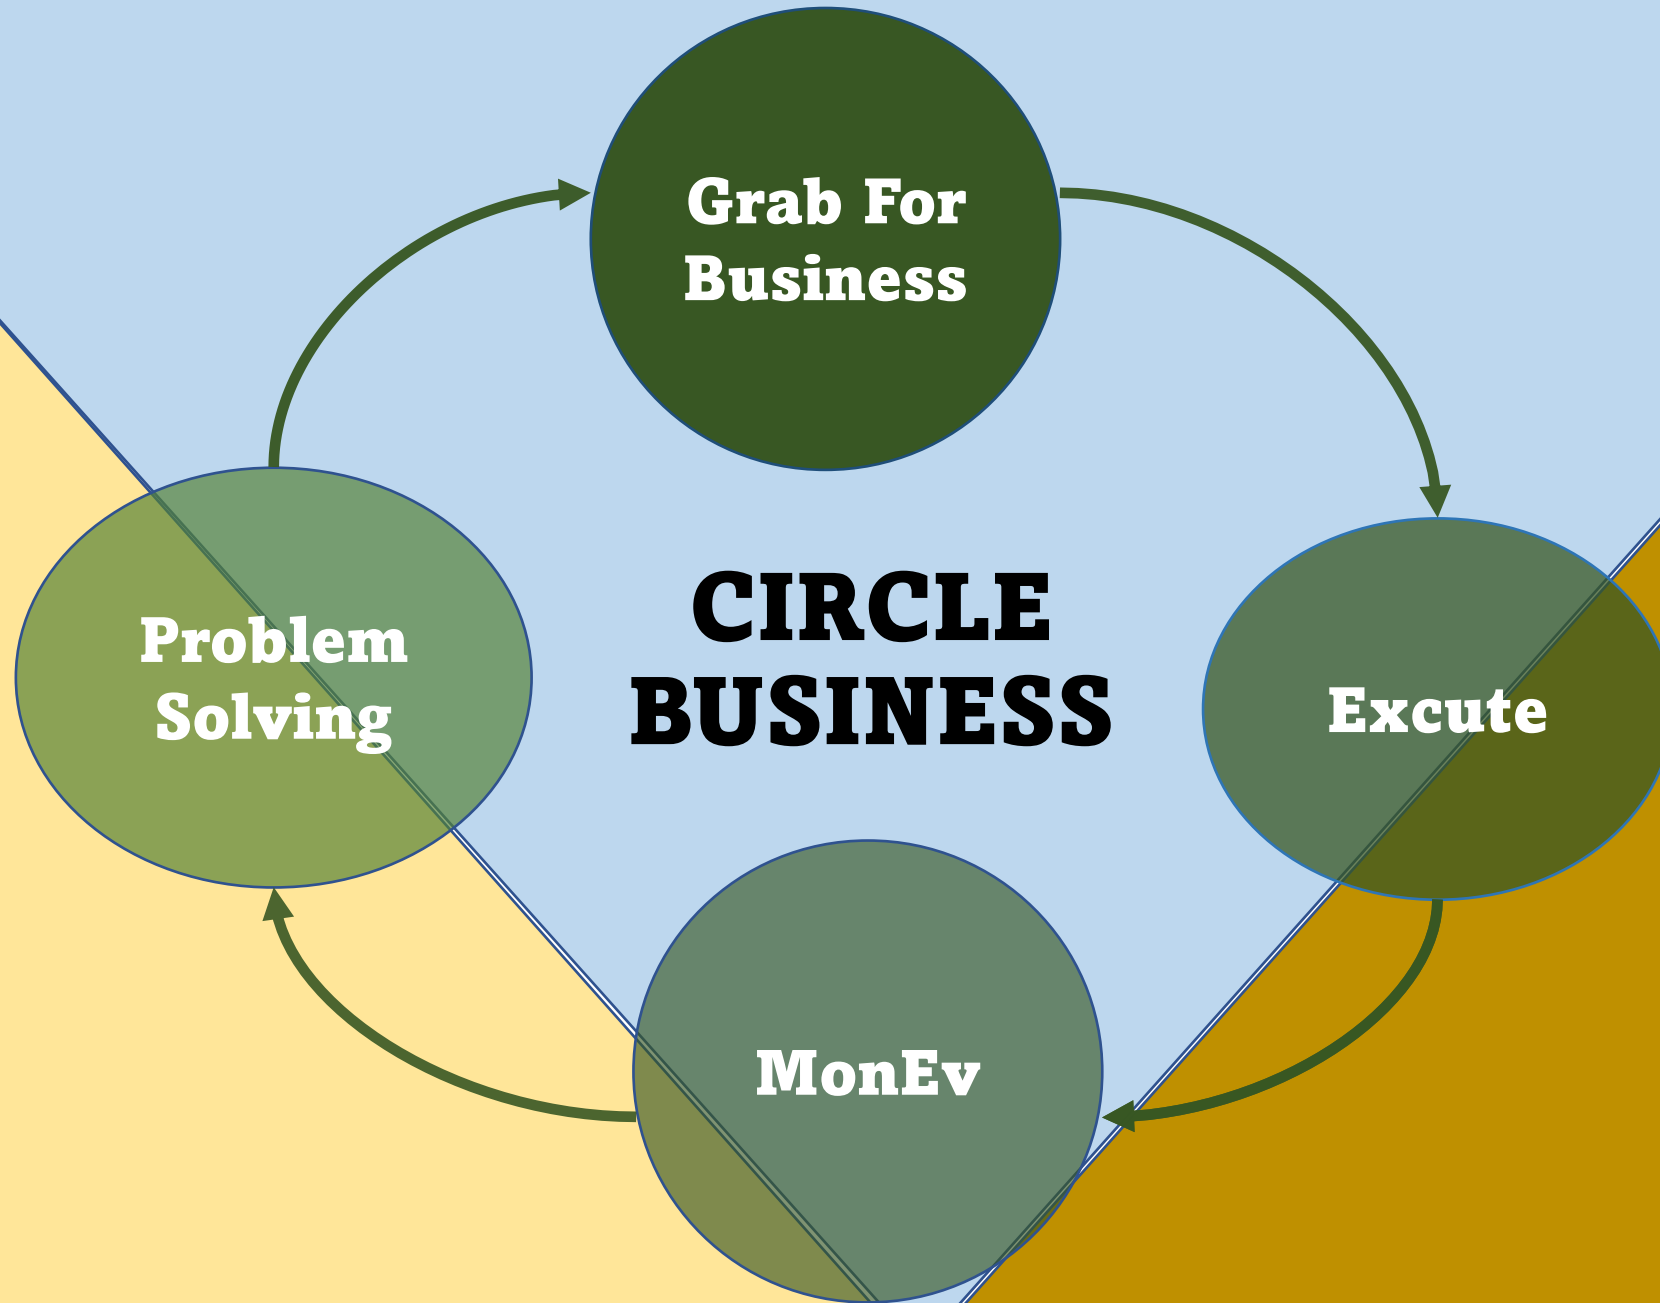 Grab For
Business
Problem
Solving
CIRCLE
BUSINESS
Excute
MonEv